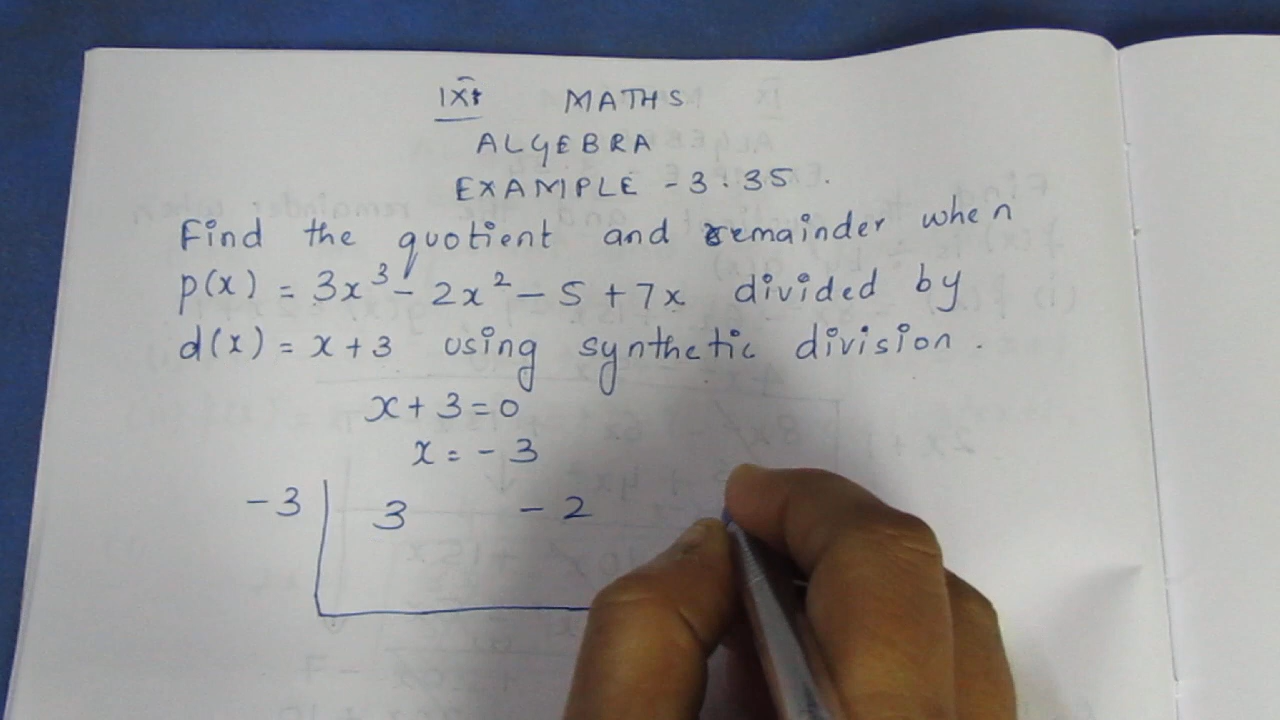 IX MATHS
ALGEBRA
EXAMPLE - 3.35.
Find the quotient and remainder when
p(x) = 3x³ - 2x² - 5 + 7x divided by
d(x) = x + 3 using synthetic division.
x + 3 = 0
x = - 3
-3 3 - 2